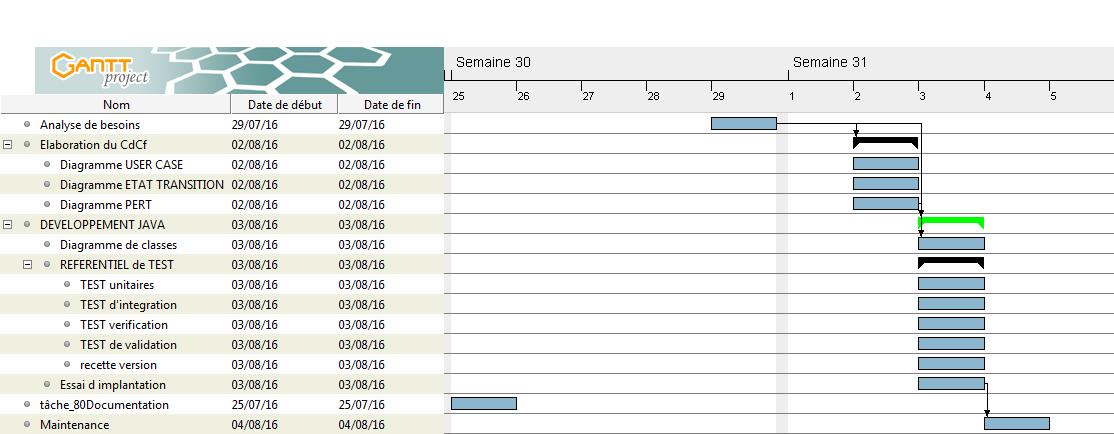 GANTT
project
Semaine 30 Semaine 31
25 26 27 28 29 1 2 3 4 5
Nom Date de début Date de fin
Analyse de besoins 29/07/16 29/07/16
Elaboration du CdCf 02/08/16 02/08/16
Diagramme USER CASE 02/08/16 02/08/16
Diagramme ETAT TRANSITION 02/08/16 02/08/16
Diagramme PERT 02/08/16 02/08/16
DEVELOPPEMENT JAVA 03/08/16 03/08/16
Diagramme de classes 03/08/16 03/08/16
REFERENTIEL de TEST 03/08/16 03/08/16
TEST unitaires 03/08/16 03/08/16
TEST d'integration 03/08/16 03/08/16
TEST verification 03/08/16 03/08/16
TEST de validation 03/08/16 03/08/16
recette version 03/08/16 03/08/16
Essai d implantation 03/08/16 03/08/16
tâche_80Documentation 25/07/16 25/07/16
Maintenance 04/08/16 04/08/16